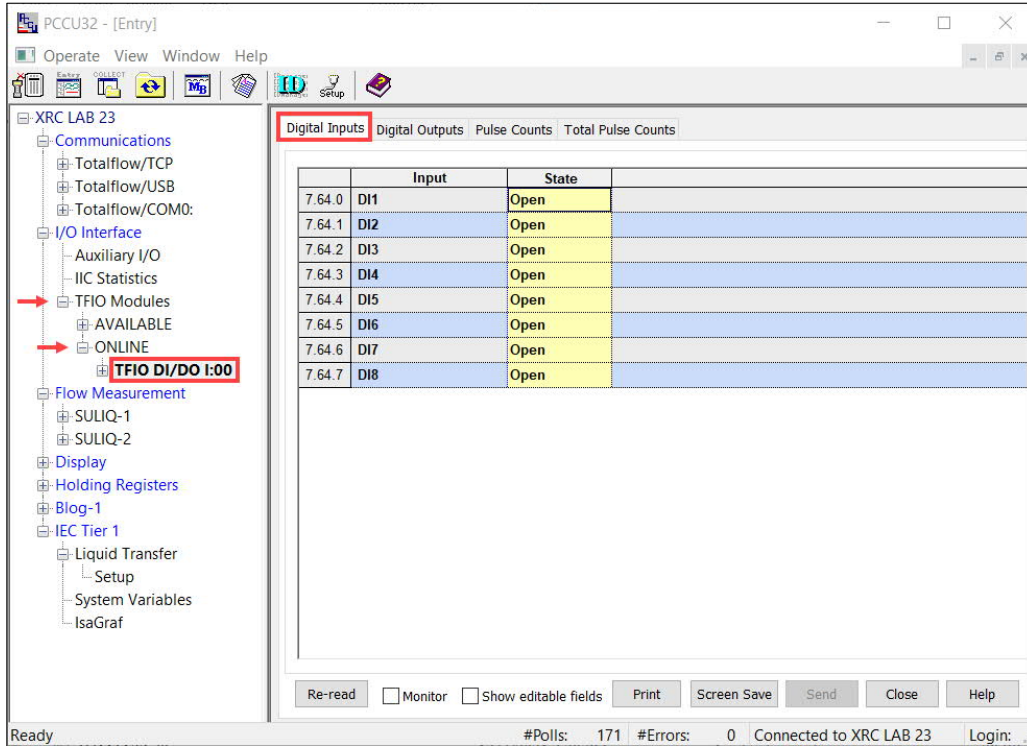 PCCU32 - [Entry]
Operate View Window Help
Entry COLLECT MB ID Manager Setup
XRC LAB 23
Communications
Totalflow/TCP
Totalflow/USB
Totalflow/COM0:
I/O Interface
Auxiliary I/O
IIC Statistics
TFIO Modules
AVAILABLE
ONLINE
TFIO DI/DO I:00
Flow Measurement
SULIQ-1
SULIQ-2
Display
Holding Registers
Blog-1
IEC Tier 1
Liquid Transfer
Setup
System Variables
IsaGraf
Digital Inputs Digital Outputs Pulse Counts Total Pulse Counts
Input State
7.64.0 DI1 Open
7.64.1 DI2 Open
7.64.2 DI3 Open
7.64.3 DI4 Open
7.64.4 DI5 Open
7.64.5 DI6 Open
7.64.6 DI7 Open
7.64.7 DI8 Open
Re-read Monitor Show editable fields Print Screen Save Send Close Help
Ready #Polls: 171 #Errors: 0 Connected to XRC LAB 23 Login: